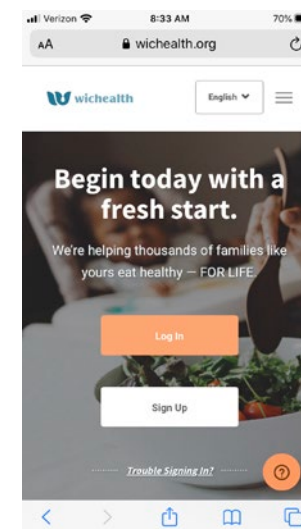 Verizon 8:33 AM 70%
AA wichealth.org
wichealth English
Begin today with a
fresh start.
We're helping thousands of families like
yours eat healthy — FOR LIFE.
Log In
Sign Up
Trouble Signing In?
?